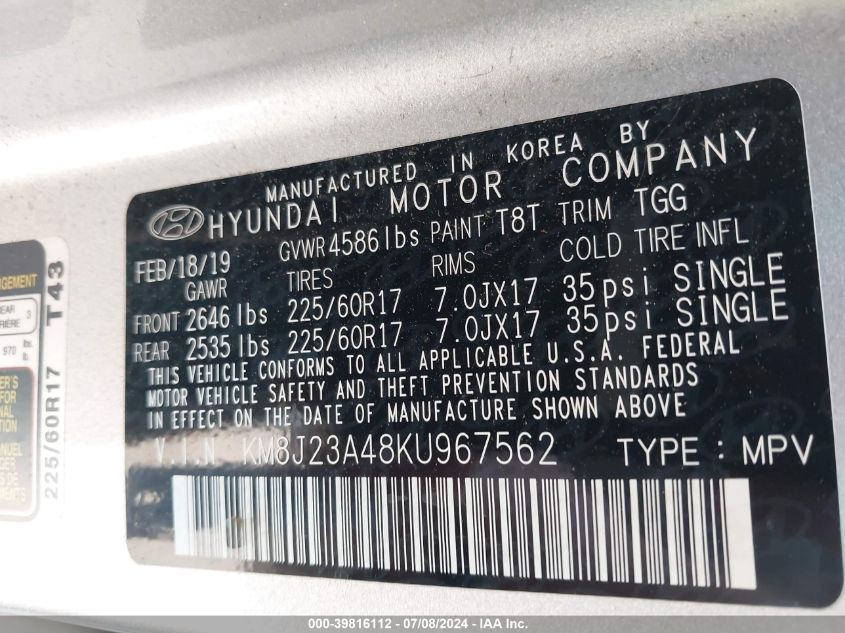 MANUFACTURED IN KOREA BY
HYUNDAI MOTOR COMPANY
FEB/18/19 GVWR 4586 lbs PAINT T8T TRIM TGG
GAWR TIRES RIMS COLD TIRE INFL
FRONT 2646 lbs 225/60R17 7.0JX17 35psi SINGLE
REAR 2535 lbs 225/60R17 7.0JX17 35psi SINGLE
THIS VEHICLE CONFORMS TO ALL APPLICABLE U.S.A. FEDERAL
MOTOR VEHICLE SAFETY AND THEFT PREVENTION STANDARDS
IN EFFECT ON THE DATE OF MANUFACTURE SHOWN ABOVE
V.I.N KM8J23A48KU967562 TYPE : MPV
225/60R17 T43
3
970 lb.
000-39816112 - 07/08/2024 - IAA Inc.